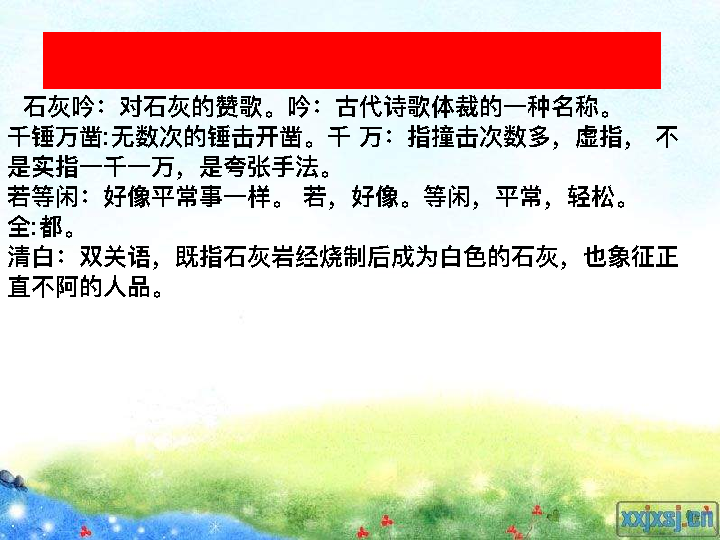 石灰吟：对石灰的赞歌。吟：古代诗歌体裁的一种名称。
千锤万凿:无数次的锤击开凿。千 万：指撞击次数多，虚指， 不
是实指一千一万，是夸张手法。
若等闲：好像平常事一样。 若，好像。等闲，平常，轻松。
全:都。
清白：双关语，既指石灰岩经烧制后成为白色的石灰，也象征正
直不阿的人品。
xxjxsj.cn